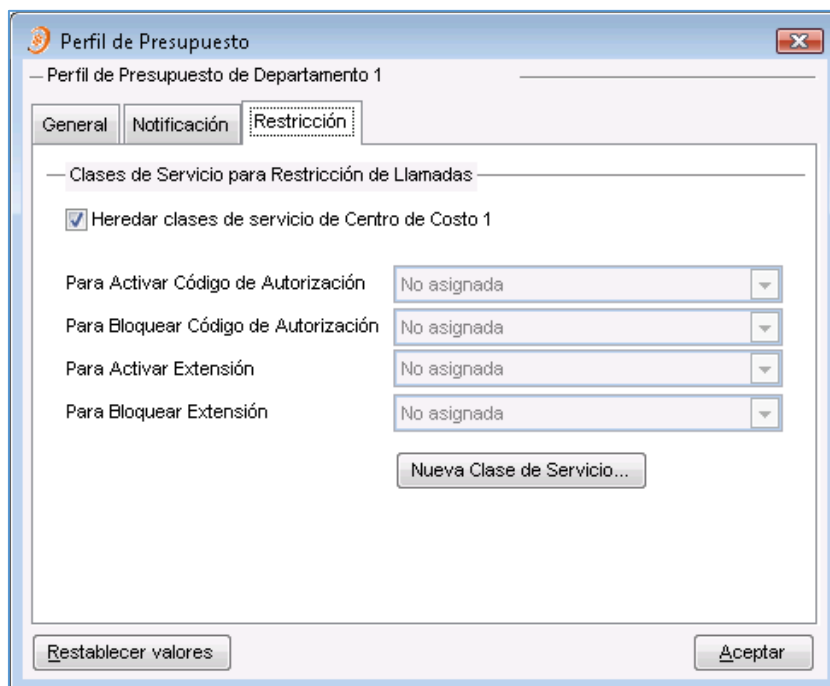 Perfil de Presupuesto
Perfil de Presupuesto de Departamento 1
General Notificación Restricción
Clases de Servicio para Restricción de Llamadas
Heredar clases de servicio de Centro de Costo 1
Para Activar Código de Autorización No asignada
Para Bloquear Código de Autorización No asignada
Para Activar Extensión No asignada
Para Bloquear Extensión No asignada
Nueva Clase de Servicio...
Restablecer valores Aceptar